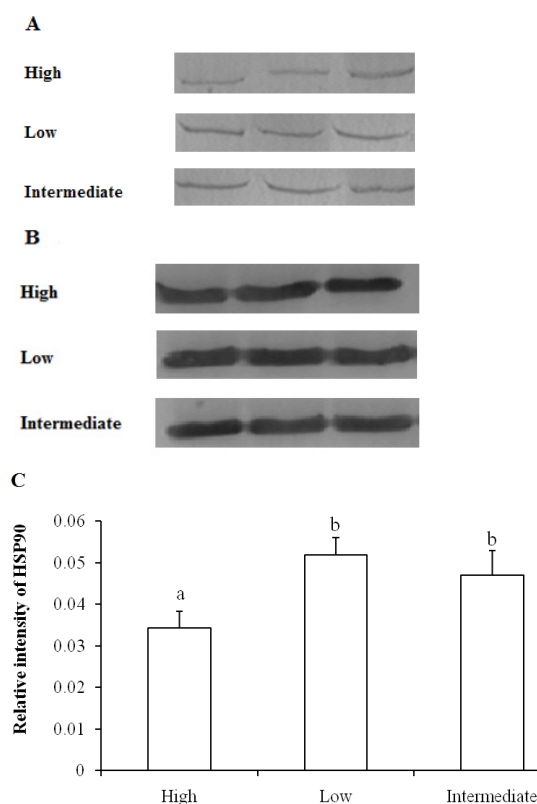 A
High
Low
Intermediate
B
High
Low
Intermediate
C
Relative intensity of HSP90
0.06
0.05
0.04
0.03
0.02
0.01
0
a
b
b
High
Low
Intermediate